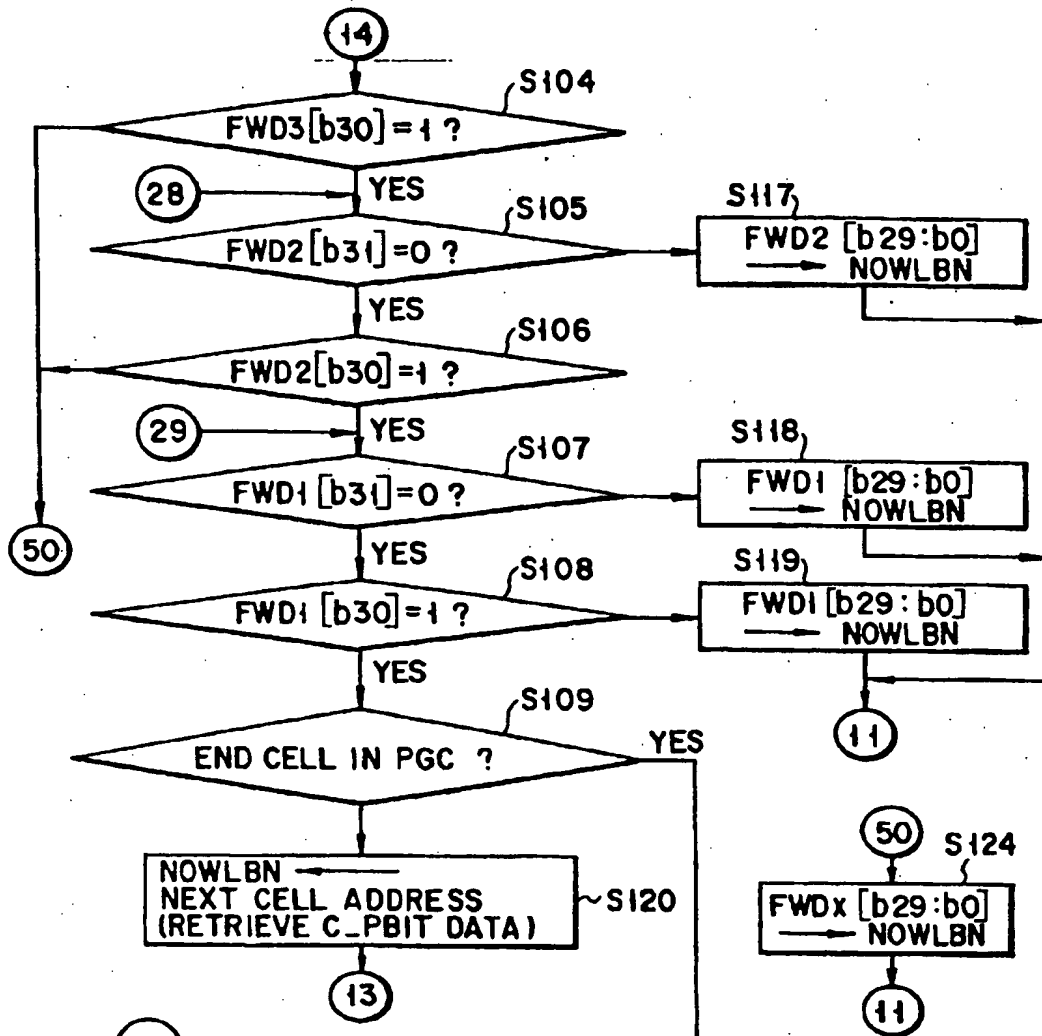 14
S104
FWD3[b30]=1 ?
28
YES
S105
FWD2[b31]=0 ?
S117
FWD2 [b29:b0]
→ NOWLBN
YES
S106
FWD2[b30]=1 ?
29
YES
S107
FWD1[b31]=0 ?
S118
FWD1 [b29:b0]
→ NOWLBN
50
YES
S108
FWD1[b30]=1 ?
S119
FWD1[b29:b0]
→ NOWLBN
YES
S109
END CELL IN PGC ?
YES
11
NOWLBN ←
NEXT CELL ADDRESS
(RETRIEVE C_PBIT DATA)
S120
13
50
S124
FWDX [b29:b0]
→ NOWLBN
11